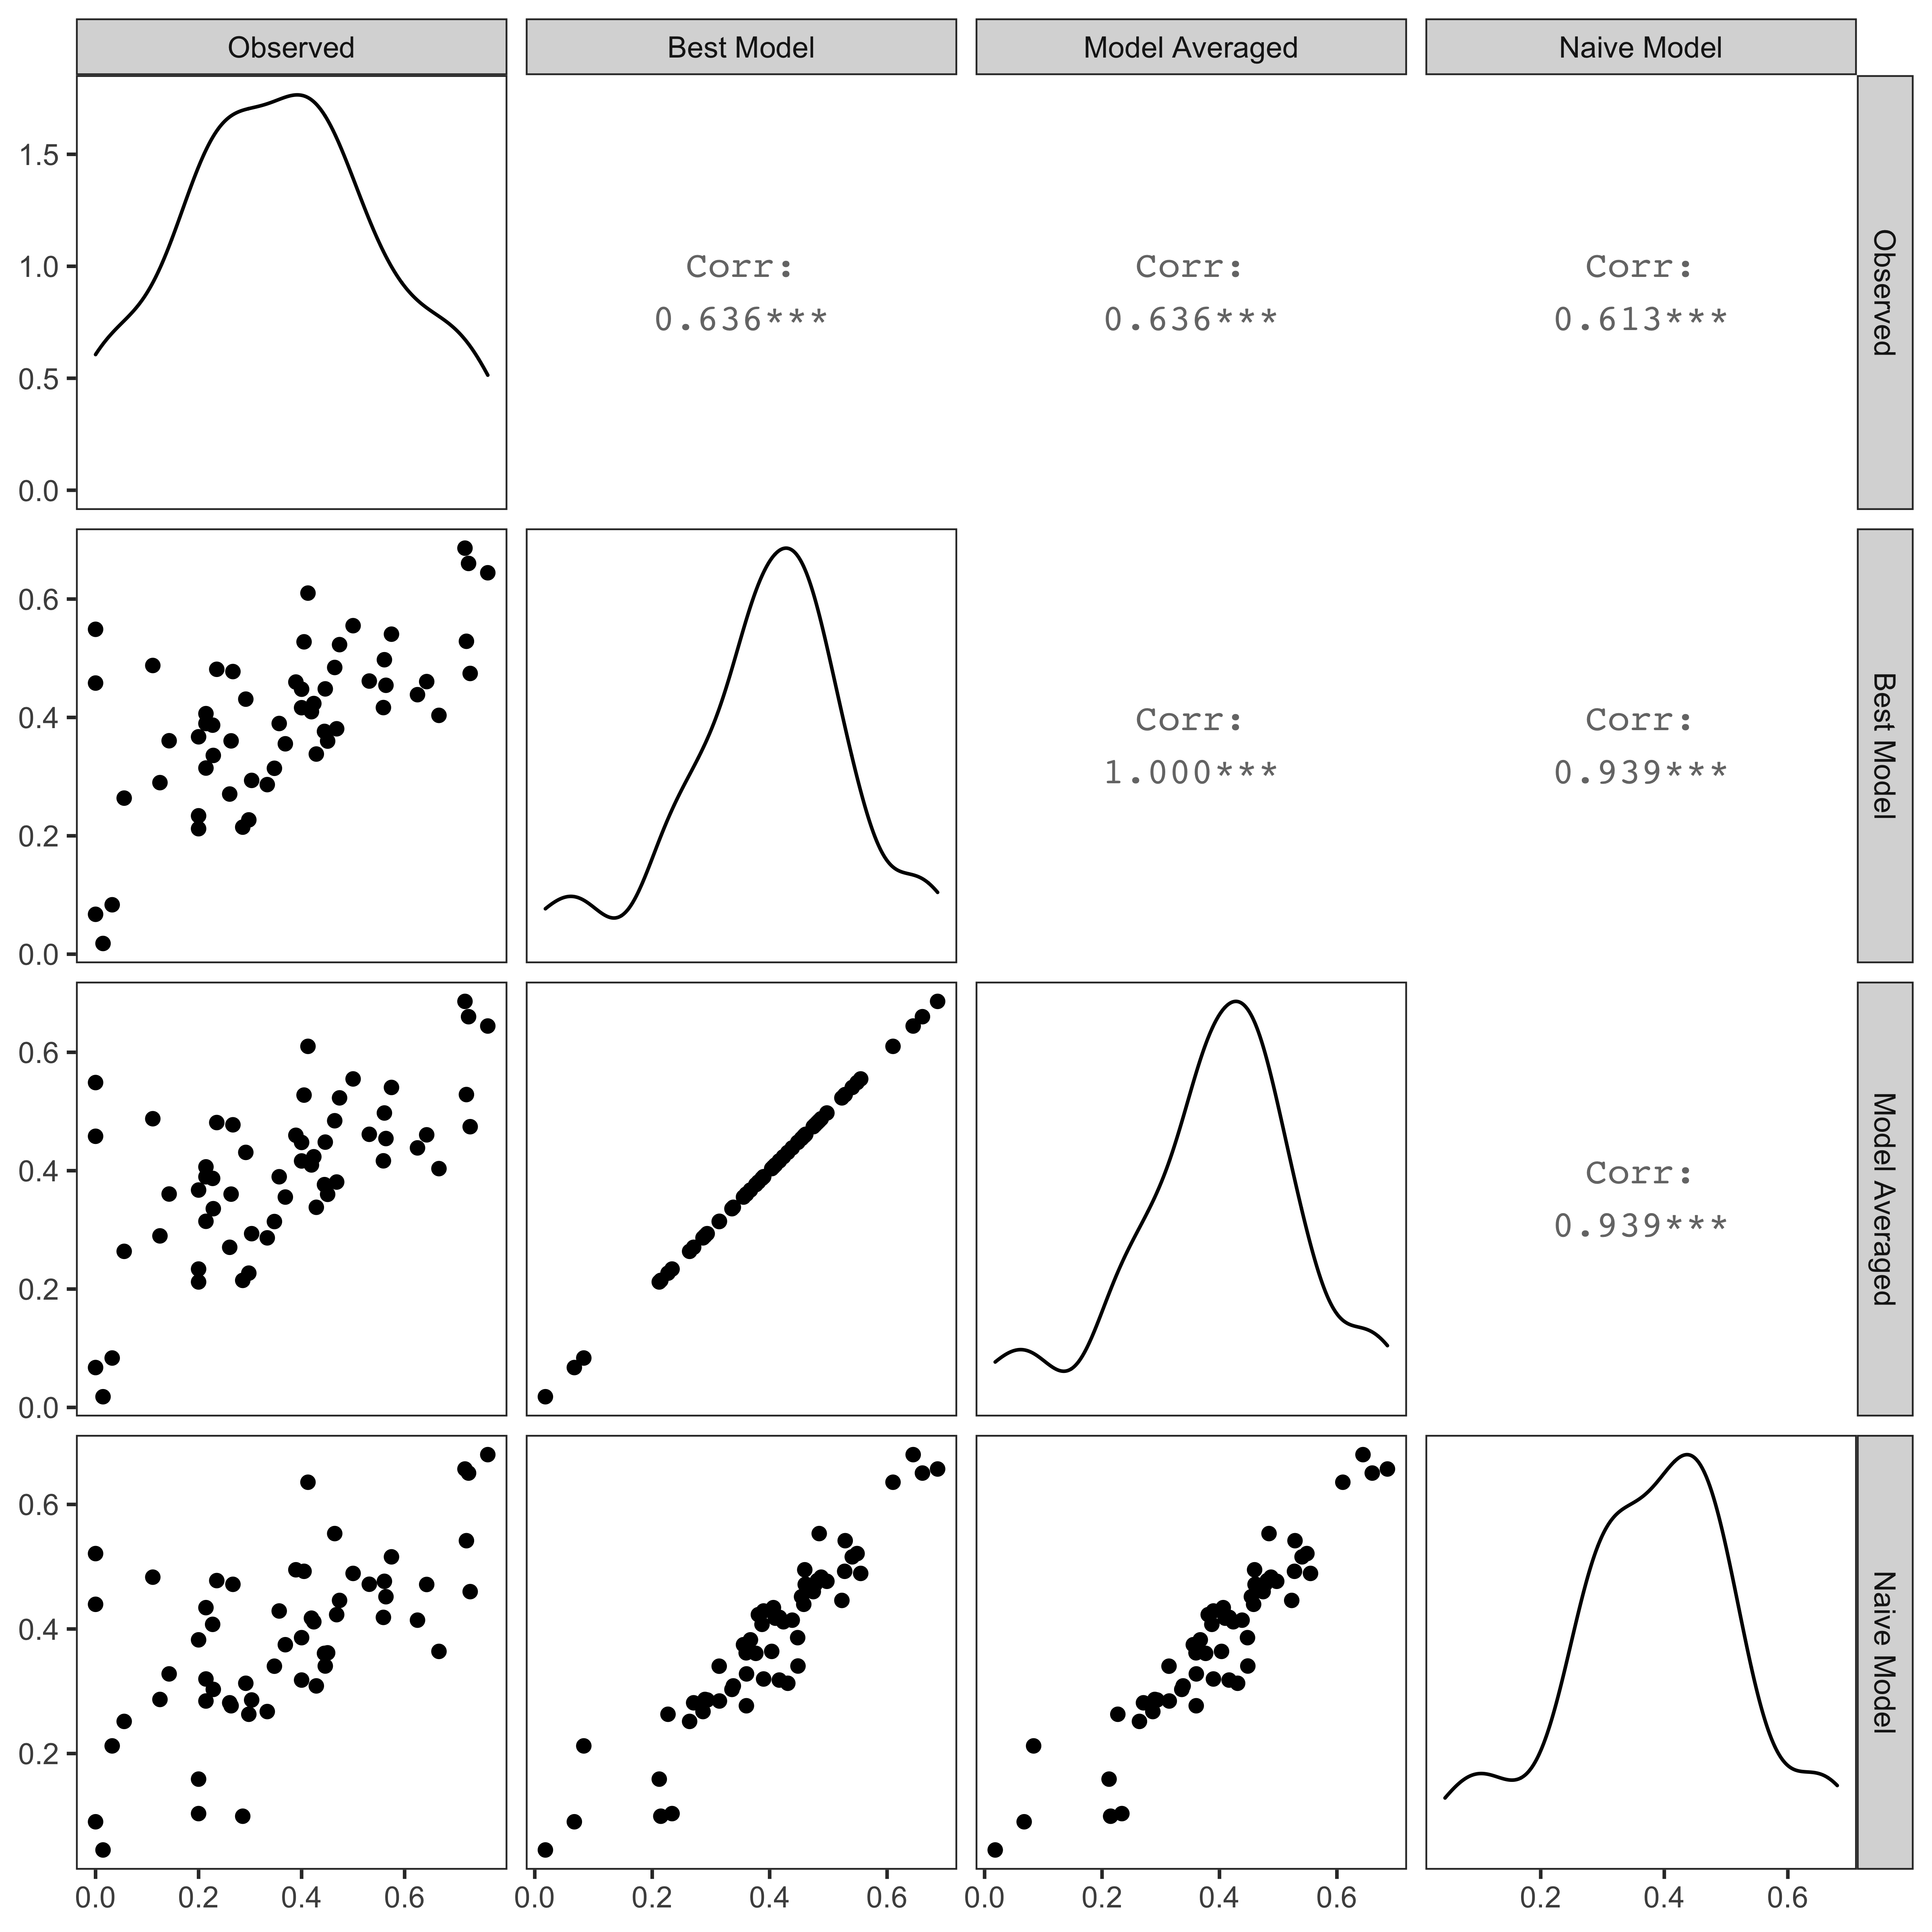 Observed
Best Model
Model Averaged
Naive Model
1.5
1.0
0.5
0.0
Corr:
0.636***
Corr:
0.636***
Corr:
0.613***
Observed
0.6
0.4
0.2
0.0
Corr:
1.000***
Corr:
0.939***
Best Model
0.6
0.4
0.2
0.0
Corr:
0.939***
Model Averaged
0.6
0.4
0.2
Naive Model
0.0 0.2 0.4 0.6
0.0 0.2 0.4 0.6
0.0 0.2 0.4 0.6
0.2 0.4 0.6